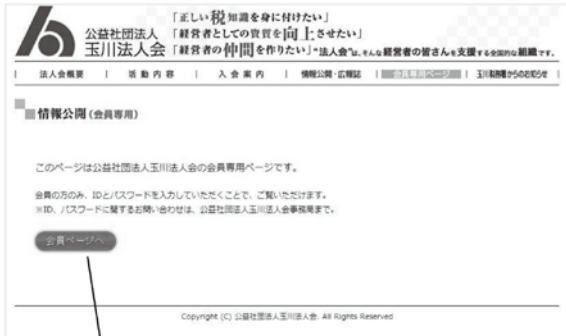 公益社団法人
玉川法人会
「正しい税知識を身に付けたい」
「経営者としての資質を向上させたい」
「経営者の仲間を作りたい」"法人会"は、そんな経営者の皆さんを支援する全国的な組織です。
| 法人会概要 | 活動内容 | 入会案内 | 情報公開・広報誌 | 会員専用ページ | 玉川税務署からのお知らせ |
情報公開(会員専用)
このページは公益社団法人玉川法人会の会員専用ページです。
会員の方のみ、IDとパスワードを入力していただくことで、ご覧いただけます。
※ID、パスワードに関するお問い合わせは、公益社団法人玉川法人会事務局まで。
会員ページへ
Copyright (C) 公益社団法人玉川法人会. All Rights Reserved